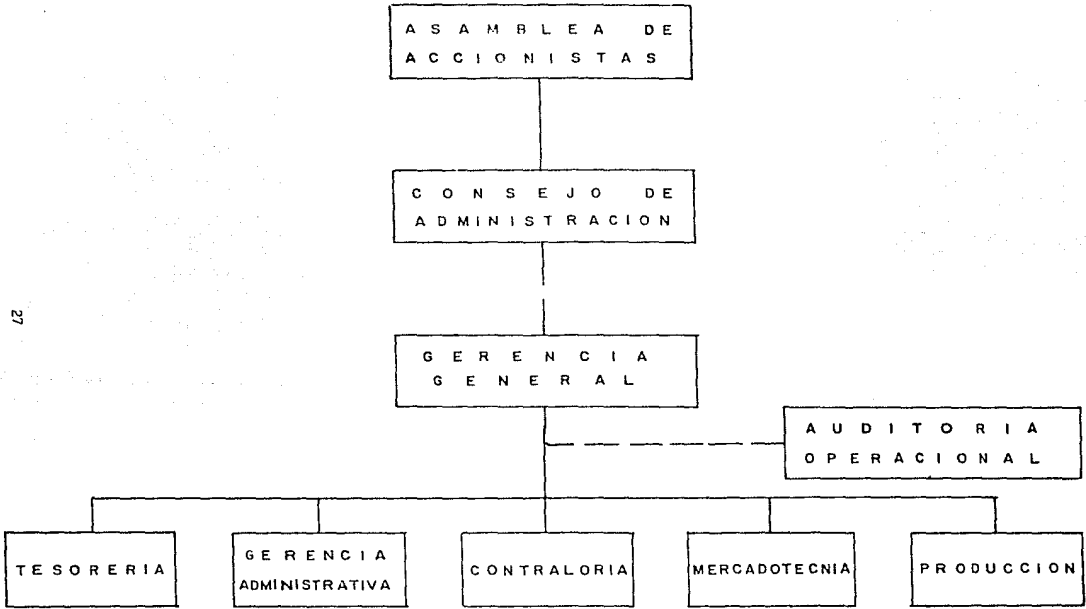 ASAMBLEA DE
ACCIONISTAS
CONSEJO DE
ADMINISTRACION
27
GERENCIA
GENERAL
AUDITORIA
OPERACIONAL
TESORERIA
GERENCIA
ADMINISTRATIVA
CONTRALORIA
MERCADOTECNIA
PRODUCCION